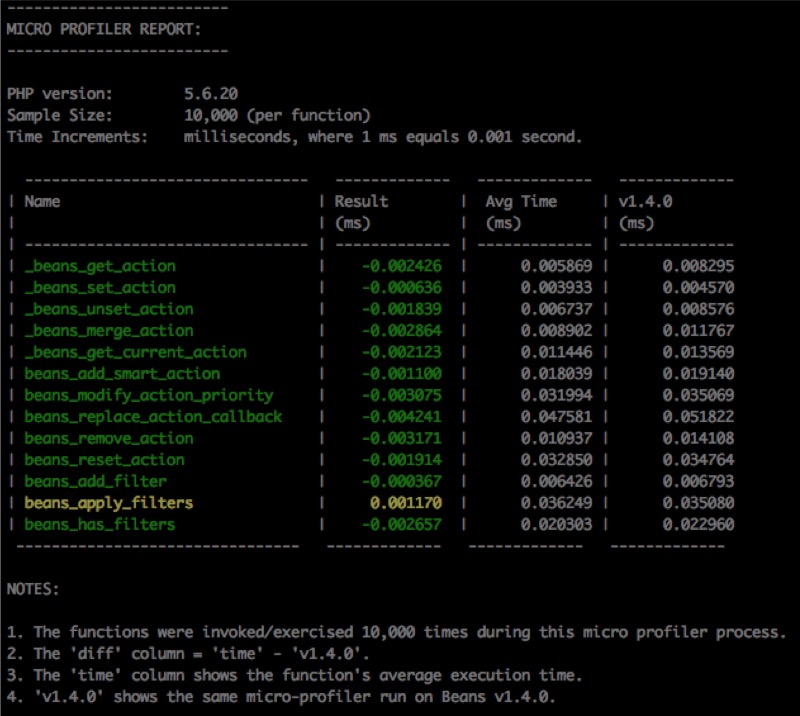 -------------------------
MICRO PROFILER REPORT:
-------------------------
PHP version: 5.6.20
Sample Size: 10,000 (per function)
Time Increments: milliseconds, where 1 ms equals 0.001 second.
-------------------------------- ------------- ------------- -------------
| Name | Result | Avg Time | v1.4.0
| | (ms) | (ms) | (ms)
| -------------------------------- | ------------- | ------------- | -------------
| _beans_get_action | -0.002426 | 0.005869 | 0.008295
| _beans_set_action | -0.000636 | 0.003933 | 0.004570
| _beans_unset_action | -0.001839 | 0.006737 | 0.008576
| _beans_merge_action | -0.002864 | 0.008902 | 0.011767
| _beans_get_current_action | -0.002123 | 0.011446 | 0.013569
| beans_add_smart_action | -0.001100 | 0.018039 | 0.019140
| beans_modify_action_priority | -0.003075 | 0.031994 | 0.035069
| beans_replace_action_callback | -0.004241 | 0.047581 | 0.051822
| beans_remove_action | -0.003171 | 0.010937 | 0.014108
| beans_reset_action | -0.001914 | 0.032850 | 0.034764
| beans_add_filter | -0.000367 | 0.006426 | 0.006793
| beans_apply_filters | 0.001170 | 0.036249 | 0.035080
| beans_has_filters | -0.002657 | 0.020303 | 0.022960
-------------------------------- ------------- ------------- -------------
NOTES:
1. The functions were invoked/exercised 10,000 times during this micro profiler process.
2. The 'diff' column = 'time' - 'v1.4.0'.
3. The 'time' column shows the function's average execution time.
4. 'v1.4.0' shows the same micro-profiler run on Beans v1.4.0.